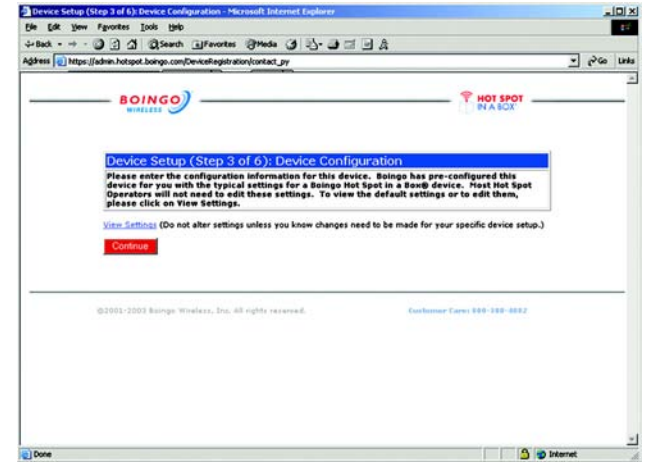 Device Setup (Step 3 of 6): Device Configuration - Microsoft Internet Explorer
File Edit View Favorites Tools Help
Back Search Favorites Media
Address https://admin.hotspot.boingo.com/DeviceRegistration/contact_py Go Links
BOINGO
WIRELESS
HOT SPOT
IN A BOX
Device Setup (Step 3 of 6): Device Configuration
Please enter the configuration information for this device. Boingo has pre-configured this
device for you with the typical settings for a Boingo Hot Spot in a Box® device. Most Hot Spot
Operators will not need to edit these settings. To view the default settings or to edit them,
please click on View Settings.
View Settings (Do not alter settings unless you know changes need to be made for your specific device setup.)
Continue
©2001-2003 Boingo Wireless, Inc. All rights reserved.
Customer Care:
Done
Internet